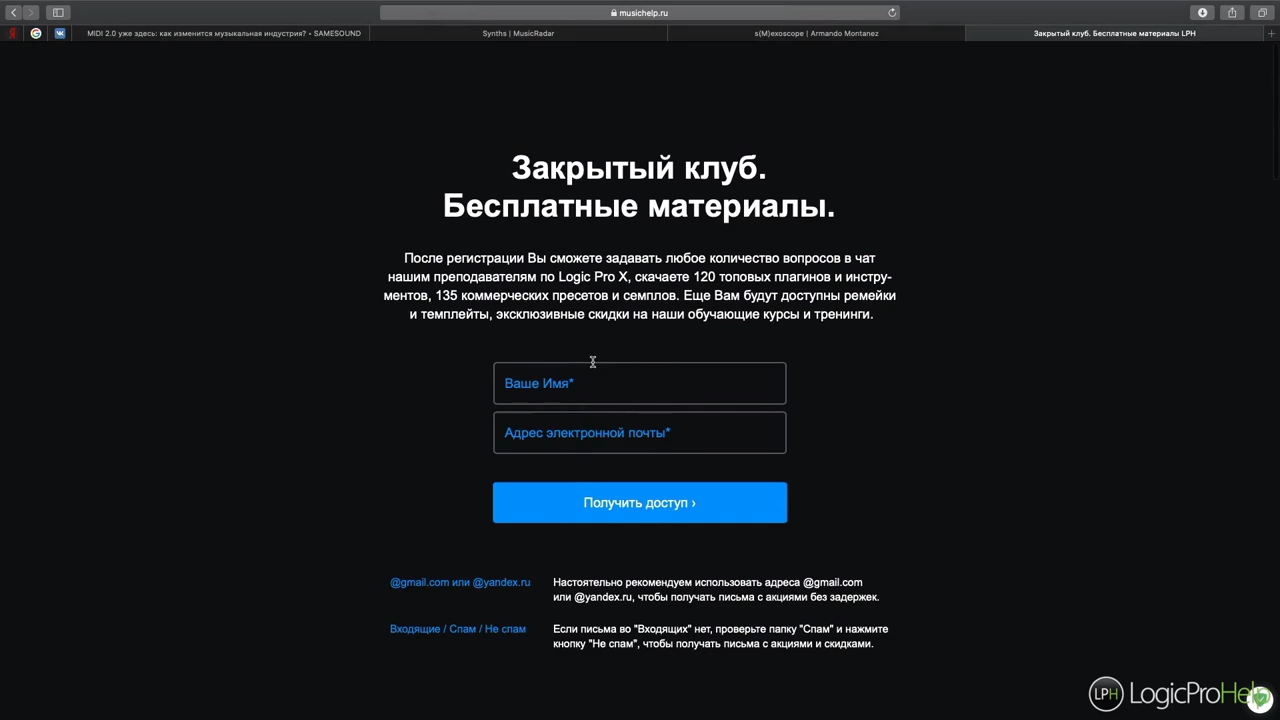 musichelp.ru
MIDI 2.0 уже здесь: как изменится музыкальная индустрия? • SAMESOUND
Synths | MusicRadar
s(M)exoscope | Armando Montanez
Закрытый клуб. Бесплатные материалы LPH
Закрытый клуб.
Бесплатные материалы.
После регистрации Вы сможете задавать любое количество вопросов в чат
нашим преподавателям по Logic Pro X, скачаете 120 топовых плагинов и инстру-
ментов, 135 коммерческих пресетов и семплов. Еще Вам будут доступны ремейки
и темплейты, эксклюзивные скидки на наши обучающие курсы и тренинги.
Ваше Имя*
Адрес электронной почты*
Получить доступ ›
@gmail.com или @yandex.ru
Настоятельно рекомендуем использовать адреса @gmail.com
или @yandex.ru, чтобы получать письма с акциями без задержек.
Входящие / Спам / Не спам
Если письма во "Входящих" нет, проверьте папку "Спам" и нажмите
кнопку "Не спам", чтобы получать письма с акциями и скидками.
LPH LogicProHelp